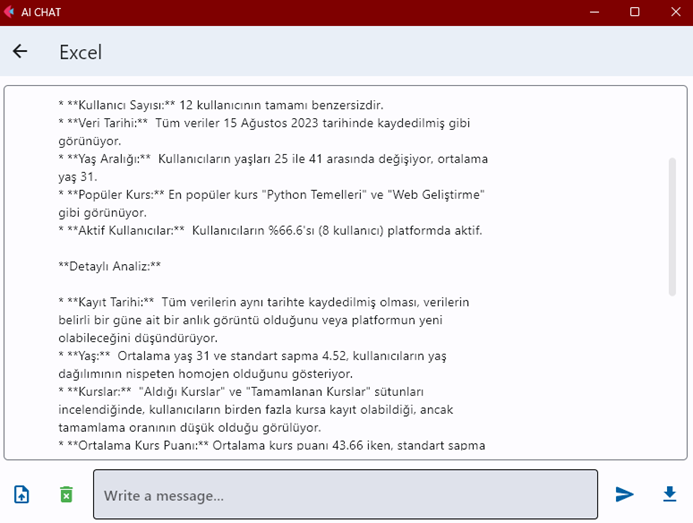 AI CHAT
Excel
* **Kullanıcı Sayısı:** 12 kullanıcının tamamı benzersizdir.
* **Veri Tarihi:**  Tüm veriler 15 Ağustos 2023 tarihinde kaydedilmiş gibi
görünüyor.
* **Yaş Aralığı:**  Kullanıcıların yaşları 25 ile 41 arasında değişiyor, ortalama
yaş 31.
* **Popüler Kurs:** En popüler kurs "Python Temelleri" ve "Web Geliştirme"
gibi görünüyor.
* **Aktif Kullanıcılar:**  Kullanıcıların %66.6'sı (8 kullanıcı) platformda aktif.
**Detaylı Analiz:**
* **Kayıt Tarihi:**  Tüm verilerin aynı tarihte kaydedilmiş olması, verilerin
belirli bir güne ait bir anlık görüntü olduğunu veya platformun yeni
olabileceğini düşündürüyor.
* **Yaş:**  Ortalama yaş 31 ve standart sapma 4.52, kullanıcıların yaş
dağılımının nispeten homojen olduğunu gösteriyor.
* **Kurslar:**  "Aldığı Kurslar" ve "Tamamlanan Kurslar" sütunları
incelendiğinde, kullanıcıların birden fazla kursa kayıt olabildiği, ancak
tamamlama oranının düşük olduğu görülüyor.
* **Ortalama Kurs Puanı:** Ortalama kurs puanı 43.66 iken, standart sapma
Write a message...